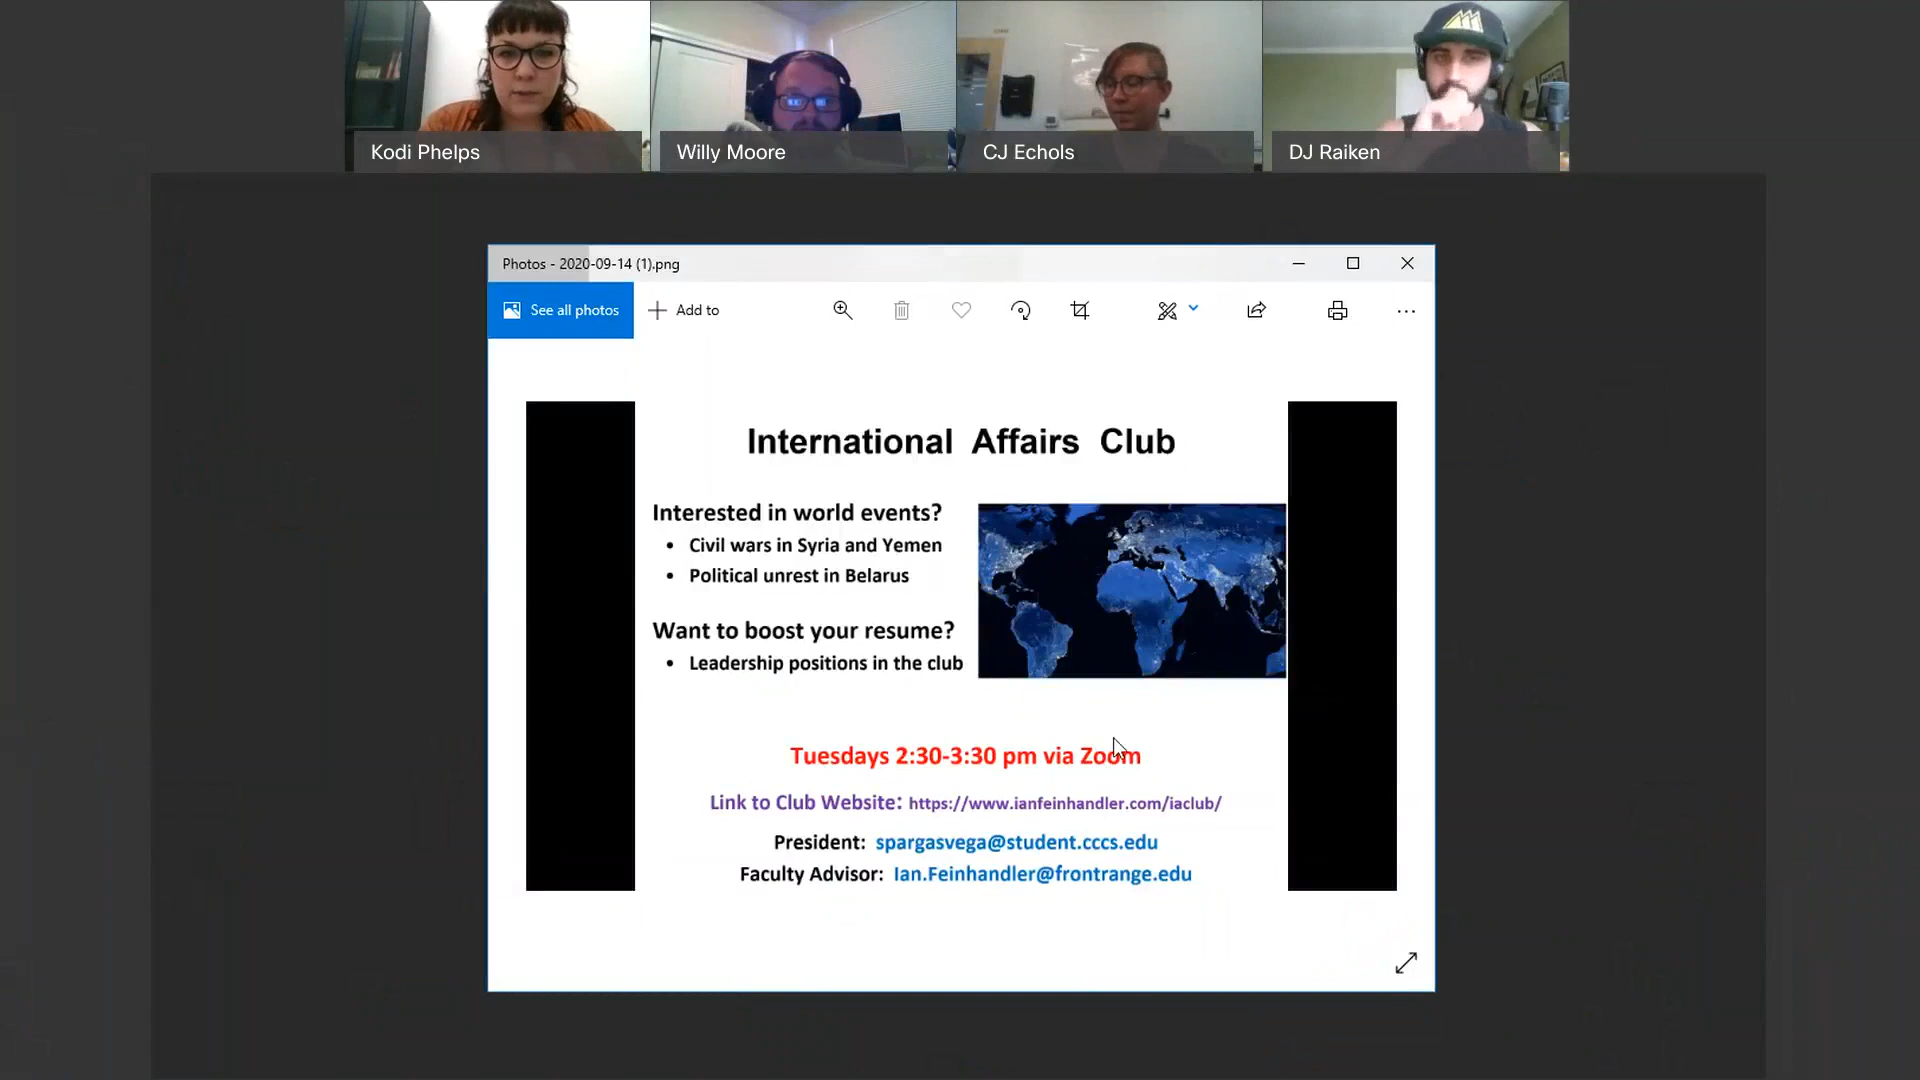 Kodi Phelps
Willy Moore
CJ Echols
DJ Raiken
Photos - 2020-09-14 (1).png
See all photos
Add to
International Affairs Club
Interested in world events?
• Civil wars in Syria and Yemen
• Political unrest in Belarus
Want to boost your resume?
• Leadership positions in the club
Tuesdays 2:30-3:30 pm via Zoom
Link to Club Website: https://www.ianfeinhandler.com/iaclub/
President: spargasvega@student.cccs.edu
Faculty Advisor: Ian.Feinhandler@frontrange.edu